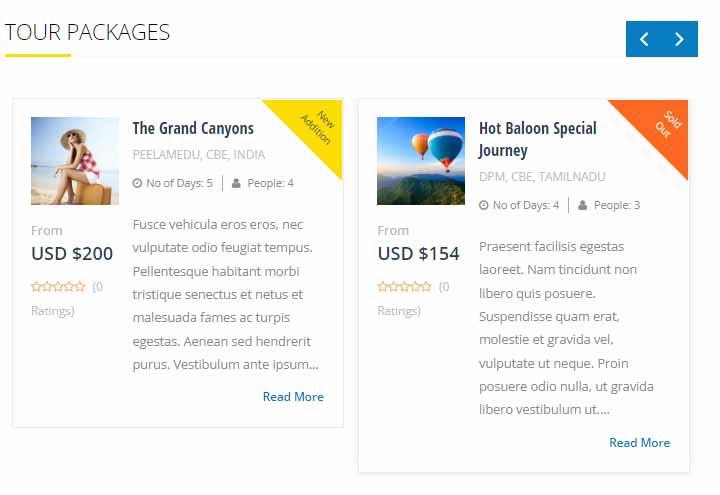 TOUR PACKAGES
The Grand Canyons
New
Addition
PEELAMEDU, CBE, INDIA
No of Days: 5
People: 4
From
USD $200
(0
Ratings)
Fusce vehicula eros eros, nec
vulputate odio feugiat tempus.
Pellentesque habitant morbi
tristique senectus et netus et
malesuada fames ac turpis
egestas. Aenean sed hendrerit
purus. Vestibulum ante ipsum...
Read More
Hot Baloon Special
Journey
Sold
Out
DPM, CBE, TAMILNADU
No of Days: 4
People: 3
From
USD $154
(0
Ratings)
Praesent facilisis egestas
laoreet. Nam tincidunt non
libero quis posuere.
Suspendisse quam erat,
molestie et gravida vel,
vulputate ut neque. Proin
posuere odio nulla, ut gravida
libero vestibulum ut....
Read More